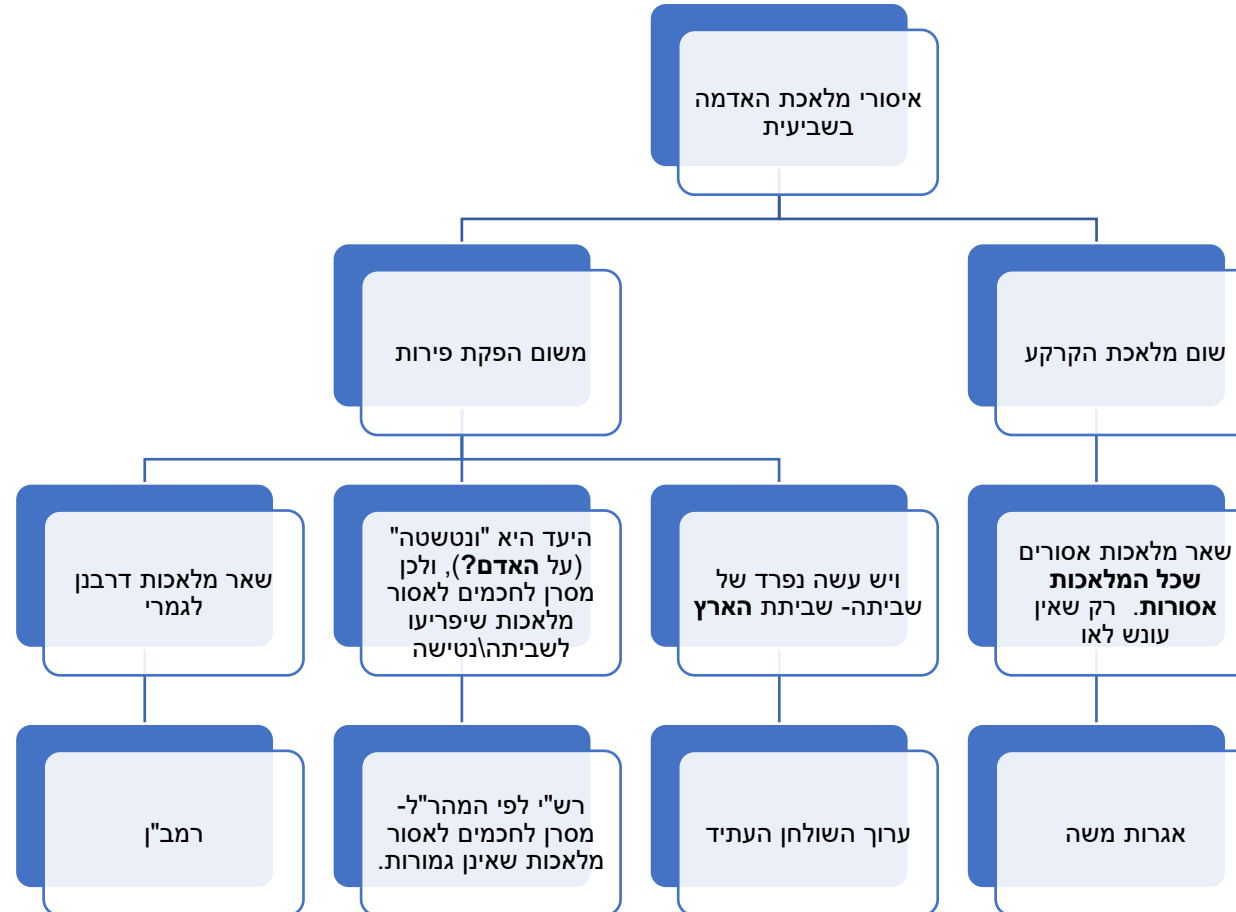 איסורי מלאכת האדמה
בשביעית
שום מלאכת הקרקע
משום הפקת פירות
שאר מלאכות אסורים
שכל המלאכות
אסורות. רק שאין
עונש לאו
ויש עשה נפרד של
שביתה- שביתת הארץ
היעד היא "ונטשטה"
(על האדם?), ולכן
מסרן לחכמים לאסור
מלאכות שיפריעו
לשביתה\נטישה
שאר מלאכות דרבנן
לגמרי
אגרות משה
ערוך השולחן העתיד
רש"י לפי המהר"ל-
מסרן לחכמים לאסור
מלאכות שאינן גמורות.
רמב"ן